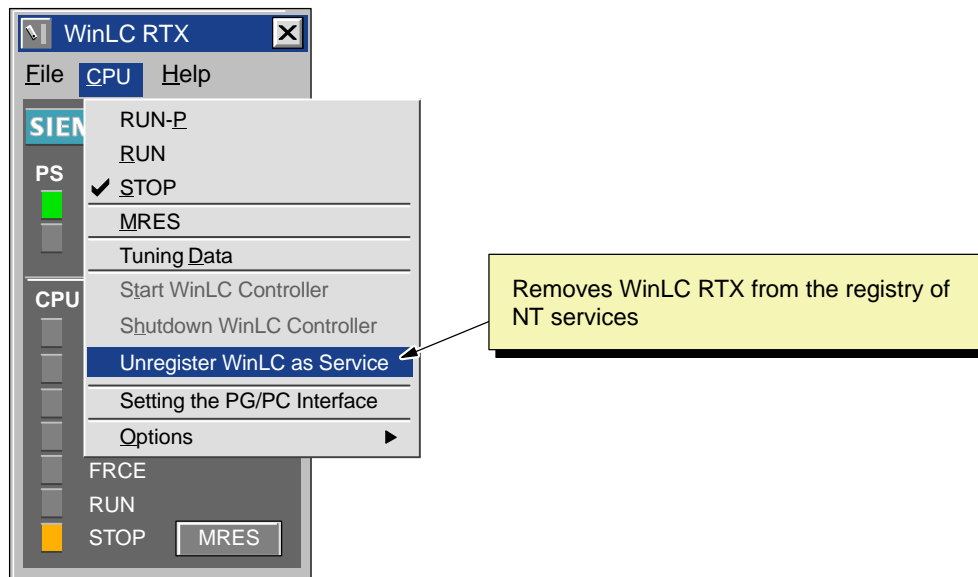 WinLC RTX
File CPU Help
SIEN
RUN-P
RUN
PS
STOP
MRES
Tuning Data
Start WinLC Controller
CPU
Shutdown WinLC Controller
Unregister WinLC as Service
Setting the PG/PC Interface
Options
FRCE
RUN
STOP MRES
Removes WinLC RTX from the registry of
NT services